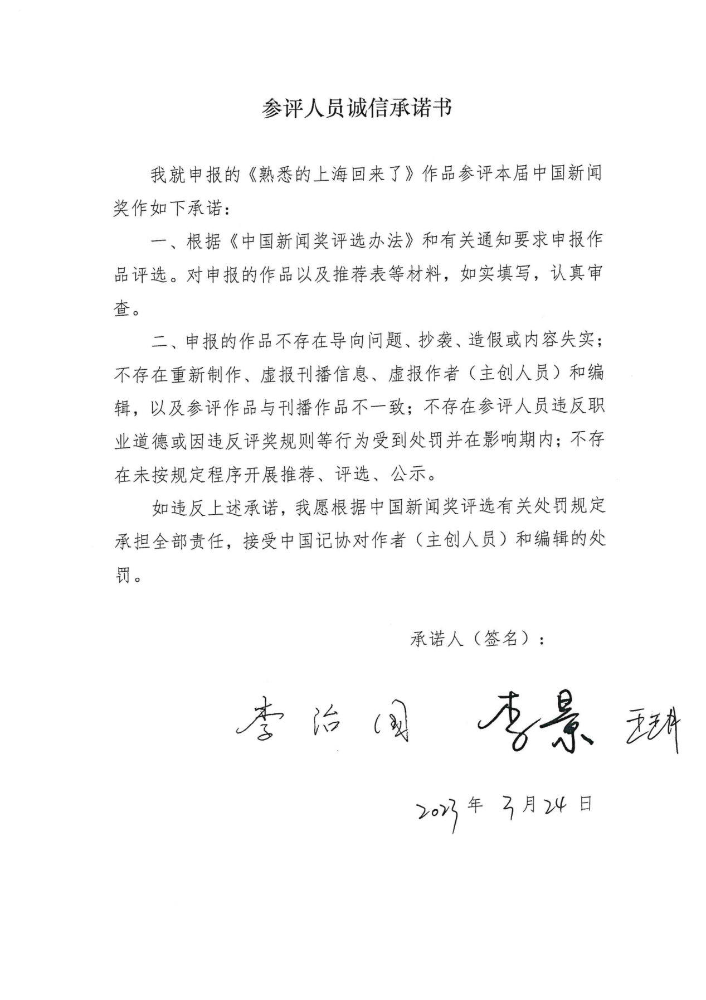 参评人员诚信承诺书
我就申报的《熟悉的上海回来了》作品参评本届中国新闻
奖作如下承诺：
一、根据《中国新闻奖评选办法》和有关通知要求申报作
品评选。对申报的作品以及推荐表等材料，如实填写，认真审
查。
二、申报的作品不存在导向问题、抄袭、造假或内容失实；
不存在重新制作、虚报刊播信息、虚报作者（主创人员）和编
辑，以及参评作品与刊播作品不一致；不存在参评人员违反职
业道德或因违反评奖规则等行为受到处罚并在影响期内；不存
在未按规定程序开展推荐、评选、公示。
如违反上述承诺，我愿根据中国新闻奖评选有关处罚规定
承担全部责任，接受中国记协对作者（主创人员）和编辑的处
罚。
承诺人（签名）：
李治国 李景
2023年3月24日